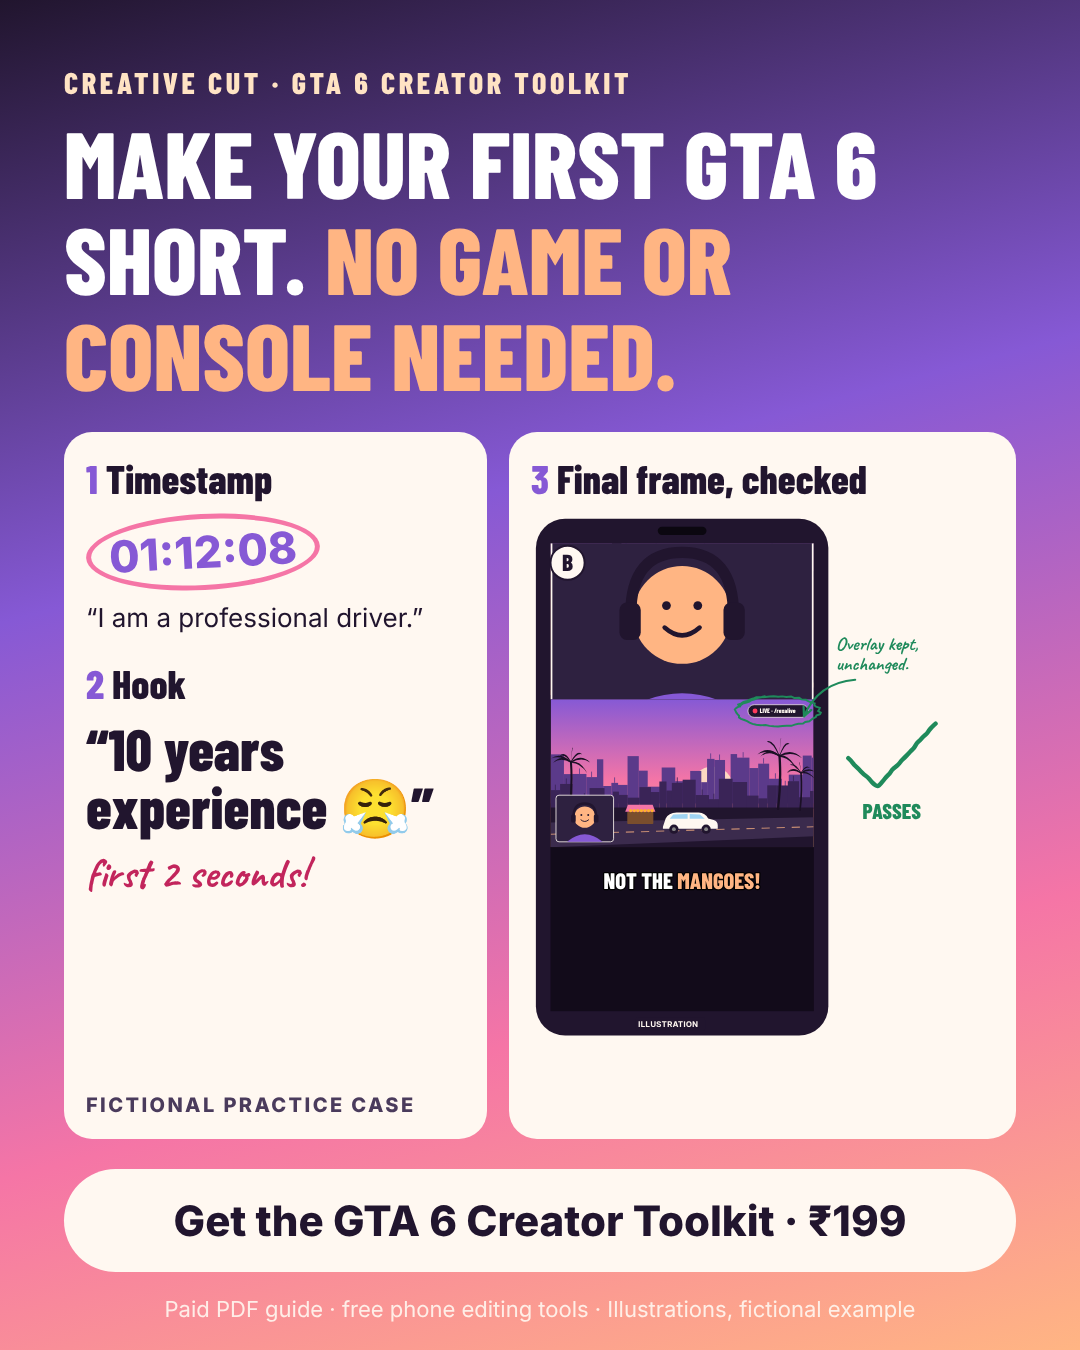 CREATIVE CUT · GTA 6 CREATOR TOOLKIT
MAKE YOUR FIRST GTA 6
SHORT. NO GAME OR
CONSOLE NEEDED.
1 Timestamp
01:12:08
“I am a professional driver.”
2 Hook
“10 years
experience 😤”
first 2 seconds!
FICTIONAL PRACTICE CASE
3 Final frame, checked
B
Overlay kept,
unchanged.
PASSES
NOT THE MANGOES!
ILLUSTRATION
Get the GTA 6 Creator Toolkit · ₹199
Paid PDF guide · free phone editing tools · Illustrations, fictional example